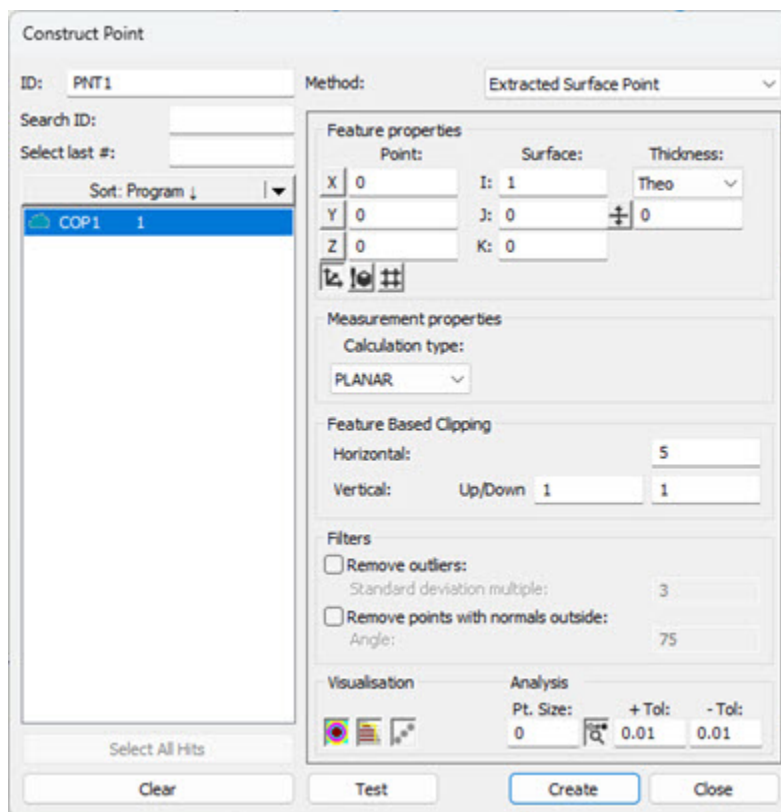 Construct Point
ID: PNT1 Method: Extracted Surface Point
Search ID:
Select last #:
Sort: Program ↓
COP1 1
Select All Hits
Clear
Feature properties
Point: Surface: Thickness:
X 0 I: 1 Theo
Y 0 J: 0 0
Z 0 K: 0
Measurement properties
Calculation type:
PLANAR
Feature Based Clipping
Horizontal: 5
Vertical: Up/Down 1 1
Filters
Remove outliers:
Standard deviation multiple: 3
Remove points with normals outside:
Angle: 75
Visualisation Analysis
Pt. Size: + Tol: - Tol:
0 0.01 0.01
Test Create Close